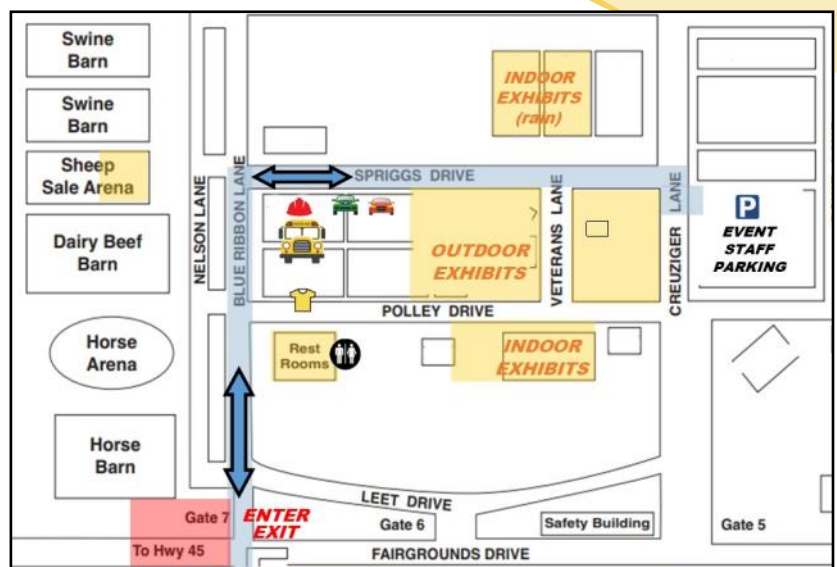 Swine
Barn
Swine
Barn
Sheep
Sale Arena
Dairy Beef
Barn
Horse
Arena
Horse
Barn
NELSON LANE
BLUE RIBBON LANE
INDOOR
EXHIBITS
(rain)
SPRIGGS DRIVE
OUTDOOR
EXHIBITS
VETERANS LANE
CREUZIGER LANE
P
EVENT
STAFF
PARKING
POLLEY DRIVE
Rest
Rooms
INDOOR
EXHIBITS
LEET DRIVE
Gate 7
ENTER
EXIT
Gate 6
Safety Building
Gate 5
To Hwy 45
FAIRGROUNDS DRIVE